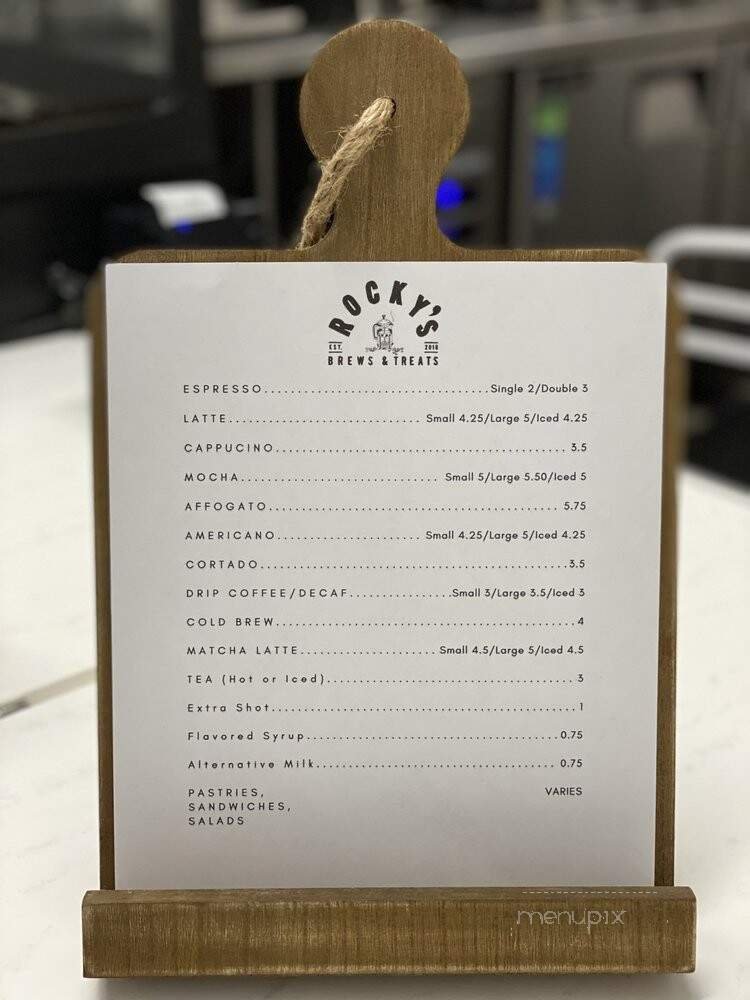 ROCKY'S
EST. 2018
BREWS & TREATS
ESPRESSO................................Single 2/Double 3
LATTE............................ Small 4.25/Large 5/Iced 4.25
CAPPUCINO.......................................... 3.5
MOCHA............................ Small 5/Large 5.50/Iced 5
AFFOGATO.......................................... 5.75
AMERICANO..................... Small 4.25/Large 5/Iced 4.25
CORTADO............................................3.5
DRIP COFFEE/DECAF...............Small 3/Large 3.5/Iced 3
COLD BREW...........................................4
MATCHA LATTE.................... Small 4.5/Large 5/Iced 4.5
TEA (Hot or Iced)................................... 3
Extra Shot............................................1
Flavored Syrup.....................................0.75
Alternative Milk................................... 0.75
PASTRIES, VARIES
SANDWICHES,
SALADS
menupix